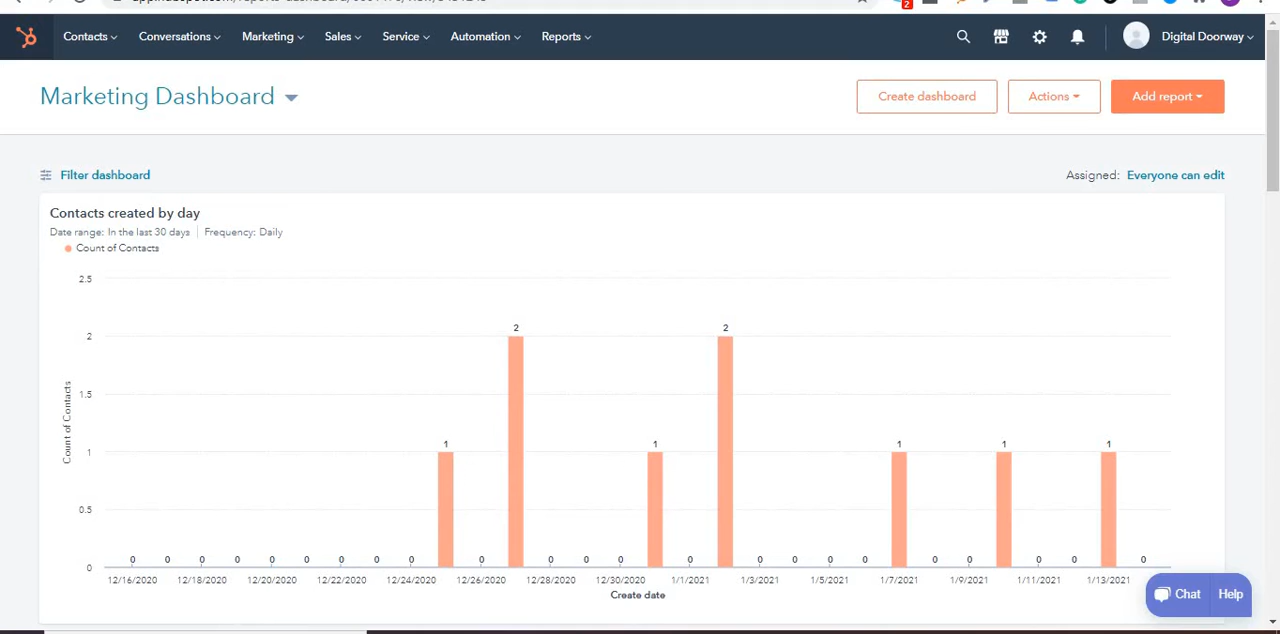 2
Contacts Conversations Marketing Sales Service Automation Reports Digital Doorway
Marketing Dashboard Create dashboard Actions Add report
Filter dashboard Assigned: Everyone can edit
Contacts created by day
Date range: In the last 30 days Frequency: Daily
Count of Contacts
2.5
2
1.5
1
0.5
0
Count of Contacts
2 2
1 1 1 1 1
0 0 0 0 0 0 0 0 0 0 0 0 0 0 0 0 0 0 0 0 0 0 0
12/16/2020 12/18/2020 12/20/2020 12/22/2020 12/24/2020 12/26/2020 12/28/2020 12/30/2020 1/1/2021 1/3/2021 1/5/2021 1/7/2021 1/9/2021 1/11/2021 1/13/2021
Create date
Chat Help